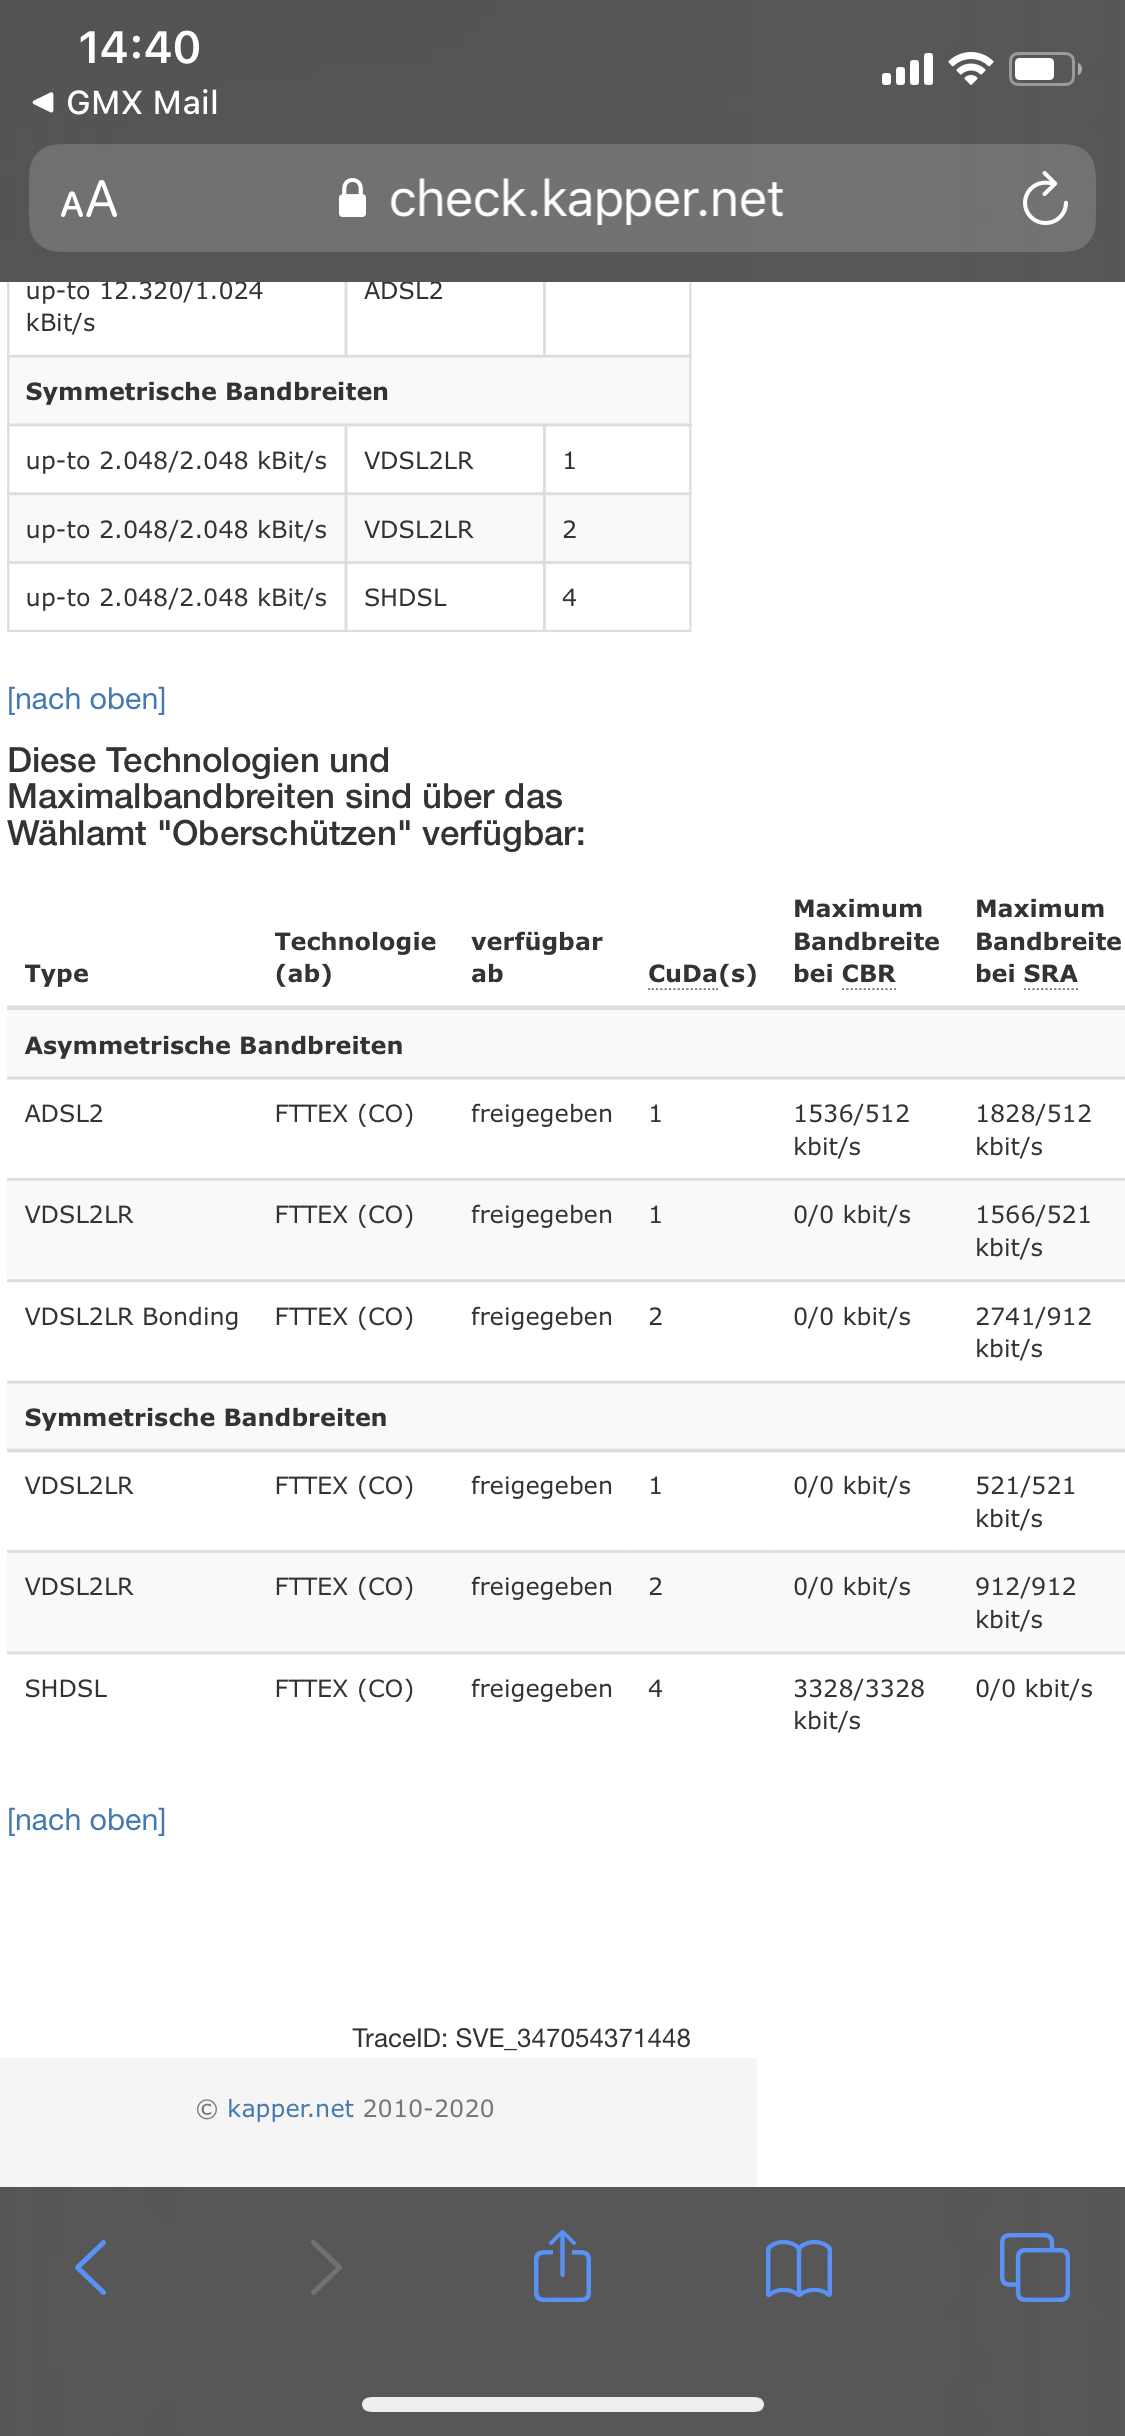 14:40
◀ GMX Mail
AA check.kapper.net
up-to 12.320/1.024 ADSL2
kBit/s
Symmetrische Bandbreiten
up-to 2.048/2.048 kBit/s VDSL2LR 1
up-to 2.048/2.048 kBit/s VDSL2LR 2
up-to 2.048/2.048 kBit/s SHDSL 4
[nach oben]
Diese Technologien und
Maximalbandbreiten sind über das
Wählamt "Oberschützen" verfügbar:
Maximum Maximum
Technologie verfügbar Bandbreite Bandbreite
Type (ab) ab CuDa(s) bei CBR bei SRA
Asymmetrische Bandbreiten
ADSL2 FTTEX (CO) freigegeben 1 1536/512 1828/512
kbit/s kbit/s
VDSL2LR FTTEX (CO) freigegeben 1 0/0 kbit/s 1566/521
kbit/s
VDSL2LR Bonding FTTEX (CO) freigegeben 2 0/0 kbit/s 2741/912
kbit/s
Symmetrische Bandbreiten
VDSL2LR FTTEX (CO) freigegeben 1 0/0 kbit/s 521/521
kbit/s
VDSL2LR FTTEX (CO) freigegeben 2 0/0 kbit/s 912/912
kbit/s
SHDSL FTTEX (CO) freigegeben 4 3328/3328 0/0 kbit/s
kbit/s
[nach oben]
TraceID: SVE_347054371448
© kapper.net 2010-2020